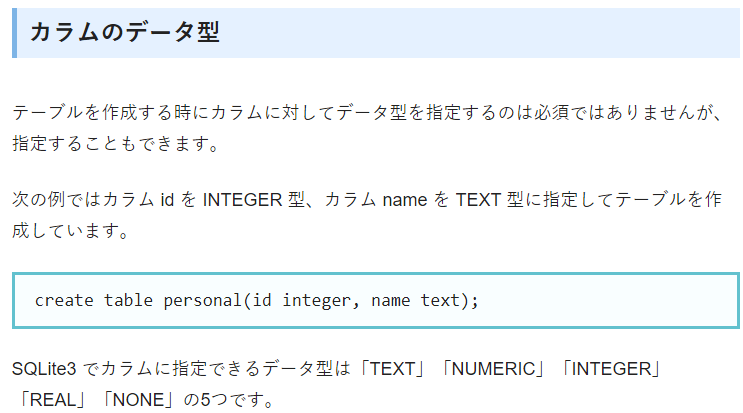 カラムのデータ型
テーブルを作成する時にカラムに対してデータ型を指定するのは必須ではありませんが、
指定することもできます。
次の例ではカラム id を INTEGER 型、カラム name を TEXT 型に指定してテーブルを作
成しています。
create table personal(id integer, name text);
SQLite3 でカラムに指定できるデータ型は「TEXT」「NUMERIC」「INTEGER」
「REAL」「NONE」の5つです。